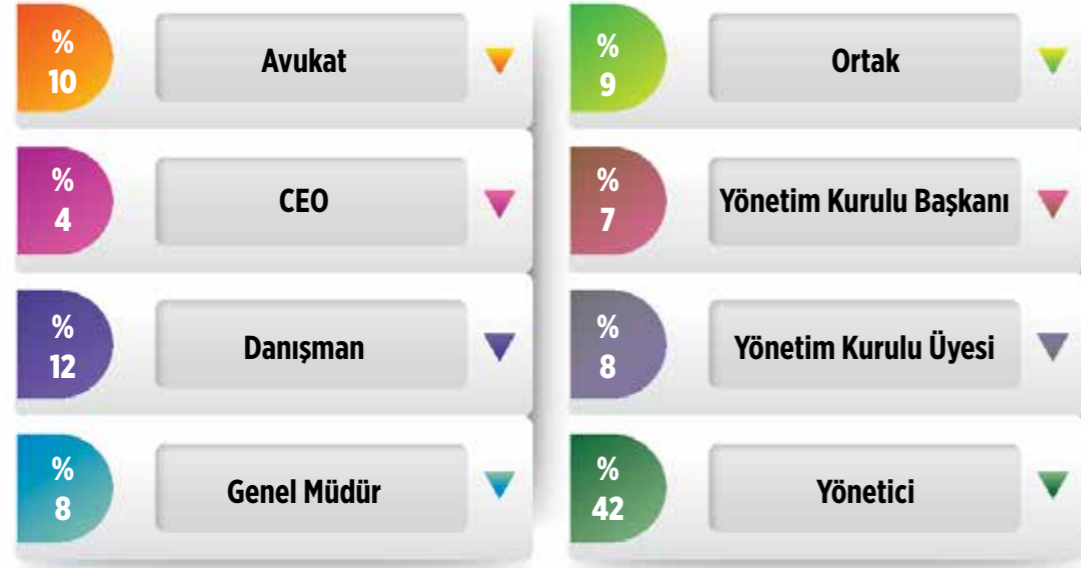 %
10
Avukat
%
4
CEO
%
12
Danışman
%
8
Genel Müdür
%
9
Ortak
%
7
Yönetim Kurulu Başkanı
%
8
Yönetim Kurulu Üyesi
%
42
Yönetici